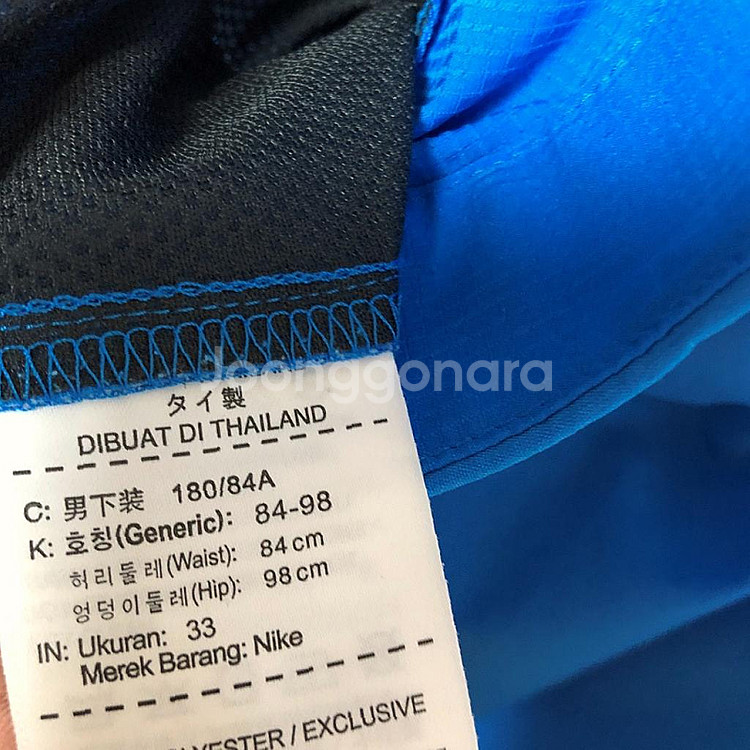 joonggonara
タイ製
DIBUAT DI THAILAND
C: 男下装 180/84A
K: 호칭(Generic): 84-98
허리둘레(Waist): 84 cm
엉덩이둘레(Hip): 98 cm
IN: Ukuran: 33
Merek Barang: Nike
/ EXCLUSIVE